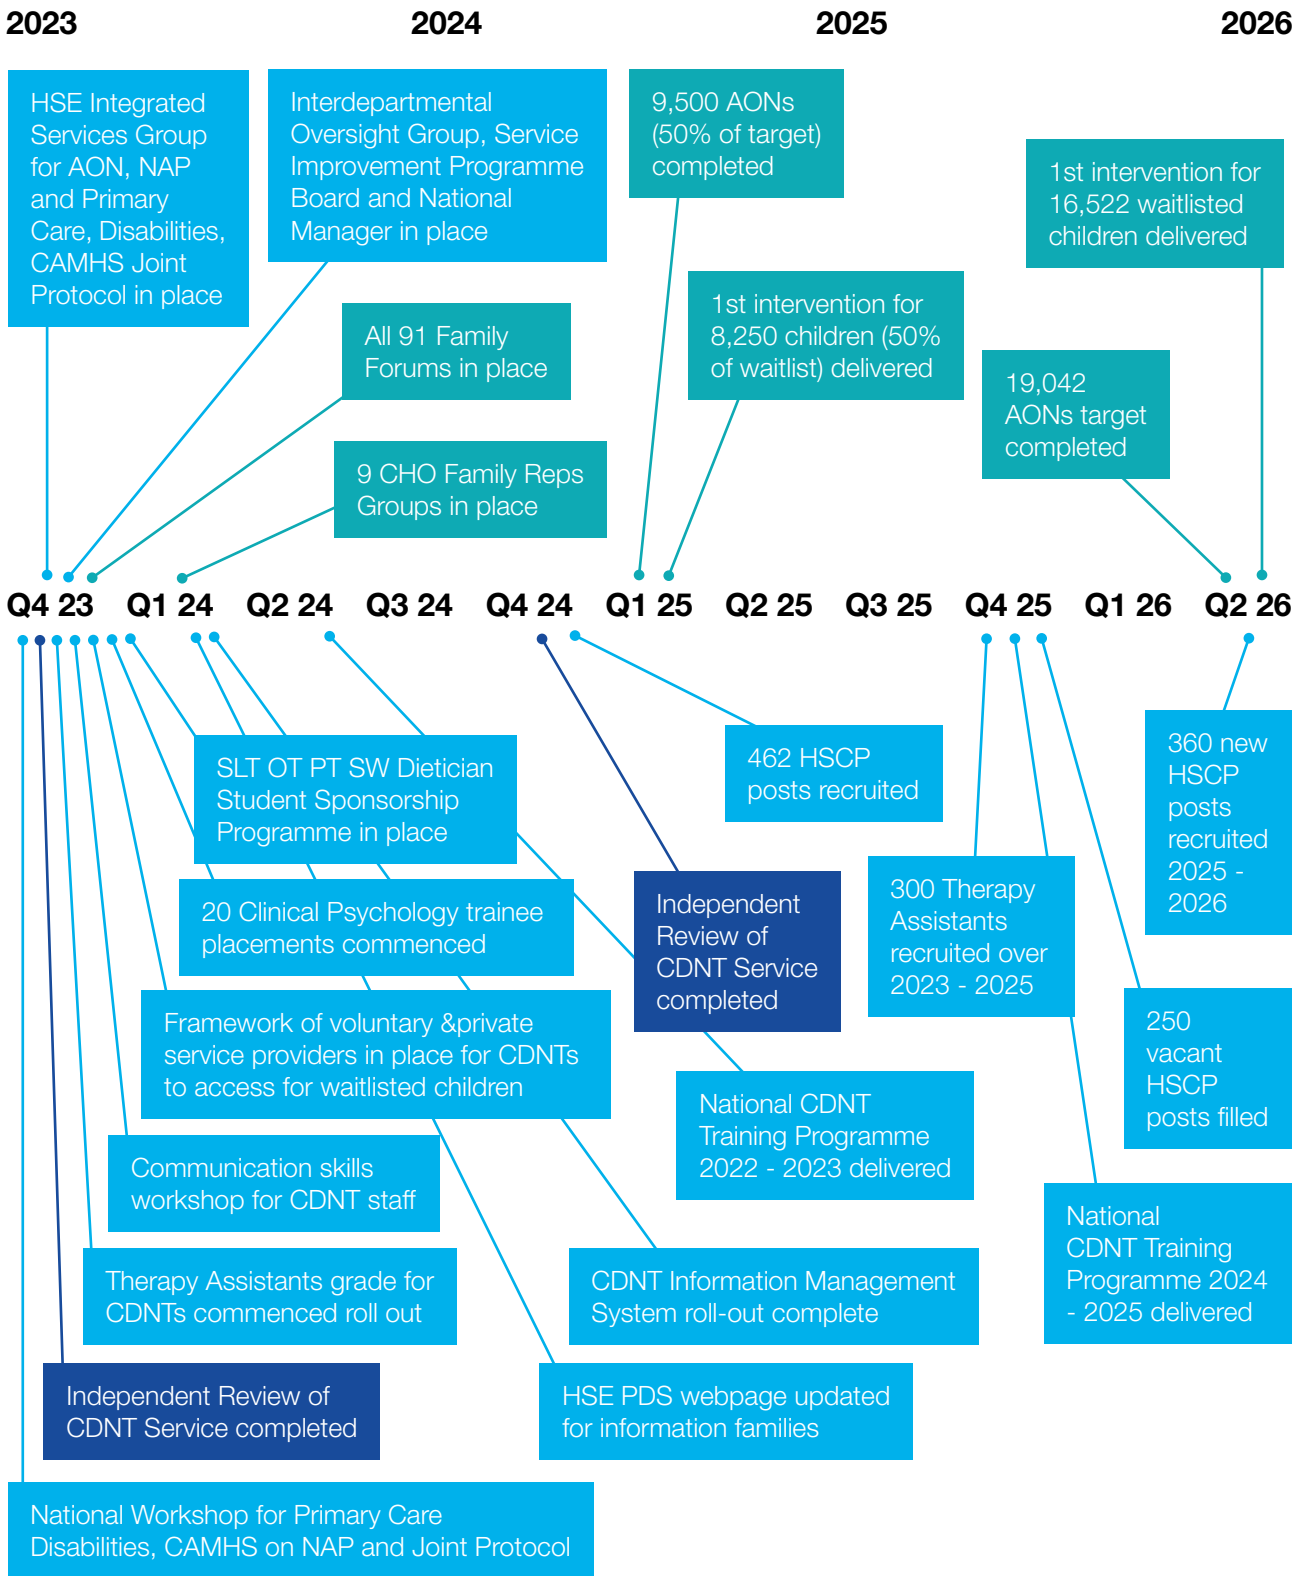 2023
2024
2025
2026
HSE Integrated
Services Group
for AON, NAP
and Primary
Care, Disabilities,
CAMHS Joint
Protocol in place
Interdepartmental
Oversight Group, Service
Improvement Programme
Board and National
Manager in place
9,500 AONs
(50% of target)
completed
1st intervention for
16,522 waitlisted
children delivered
All 91 Family
Forums in place
1st intervention for
8,250 children (50%
of waitlist) delivered
19,042
AONs target
completed
9 CHO Family Reps
Groups in place
Q4 23
Q1 24
Q2 24
Q3 24
Q4 24
Q1 25
Q2 25
Q3 25
Q4 25
Q1 26
Q2 26
SLT OT PT SW Dietician
Student Sponsorship
Programme in place
462 HSCP
posts recruited
360 new
HSCP
posts
recruited
2025 -
2026
20 Clinical Psychology trainee
placements commenced
Independent
Review of
CDNT Service
completed
300 Therapy
Assistants
recruited over
2023 - 2025
Framework of voluntary &private
service providers in place for CDNTs
to access for waitlisted children
250
vacant
HSCP
posts filled
National CDNT
Training Programme
2022 - 2023 delivered
Communication skills
workshop for CDNT staff
National
CDNT Training
Programme 2024
- 2025 delivered
Therapy Assistants grade for
CDNTs commenced roll out
CDNT Information Management
System roll-out complete
Independent Review of
CDNT Service completed
HSE PDS webpage updated
for information families
National Workshop for Primary Care
Disabilities, CAMHS on NAP and Joint Protocol